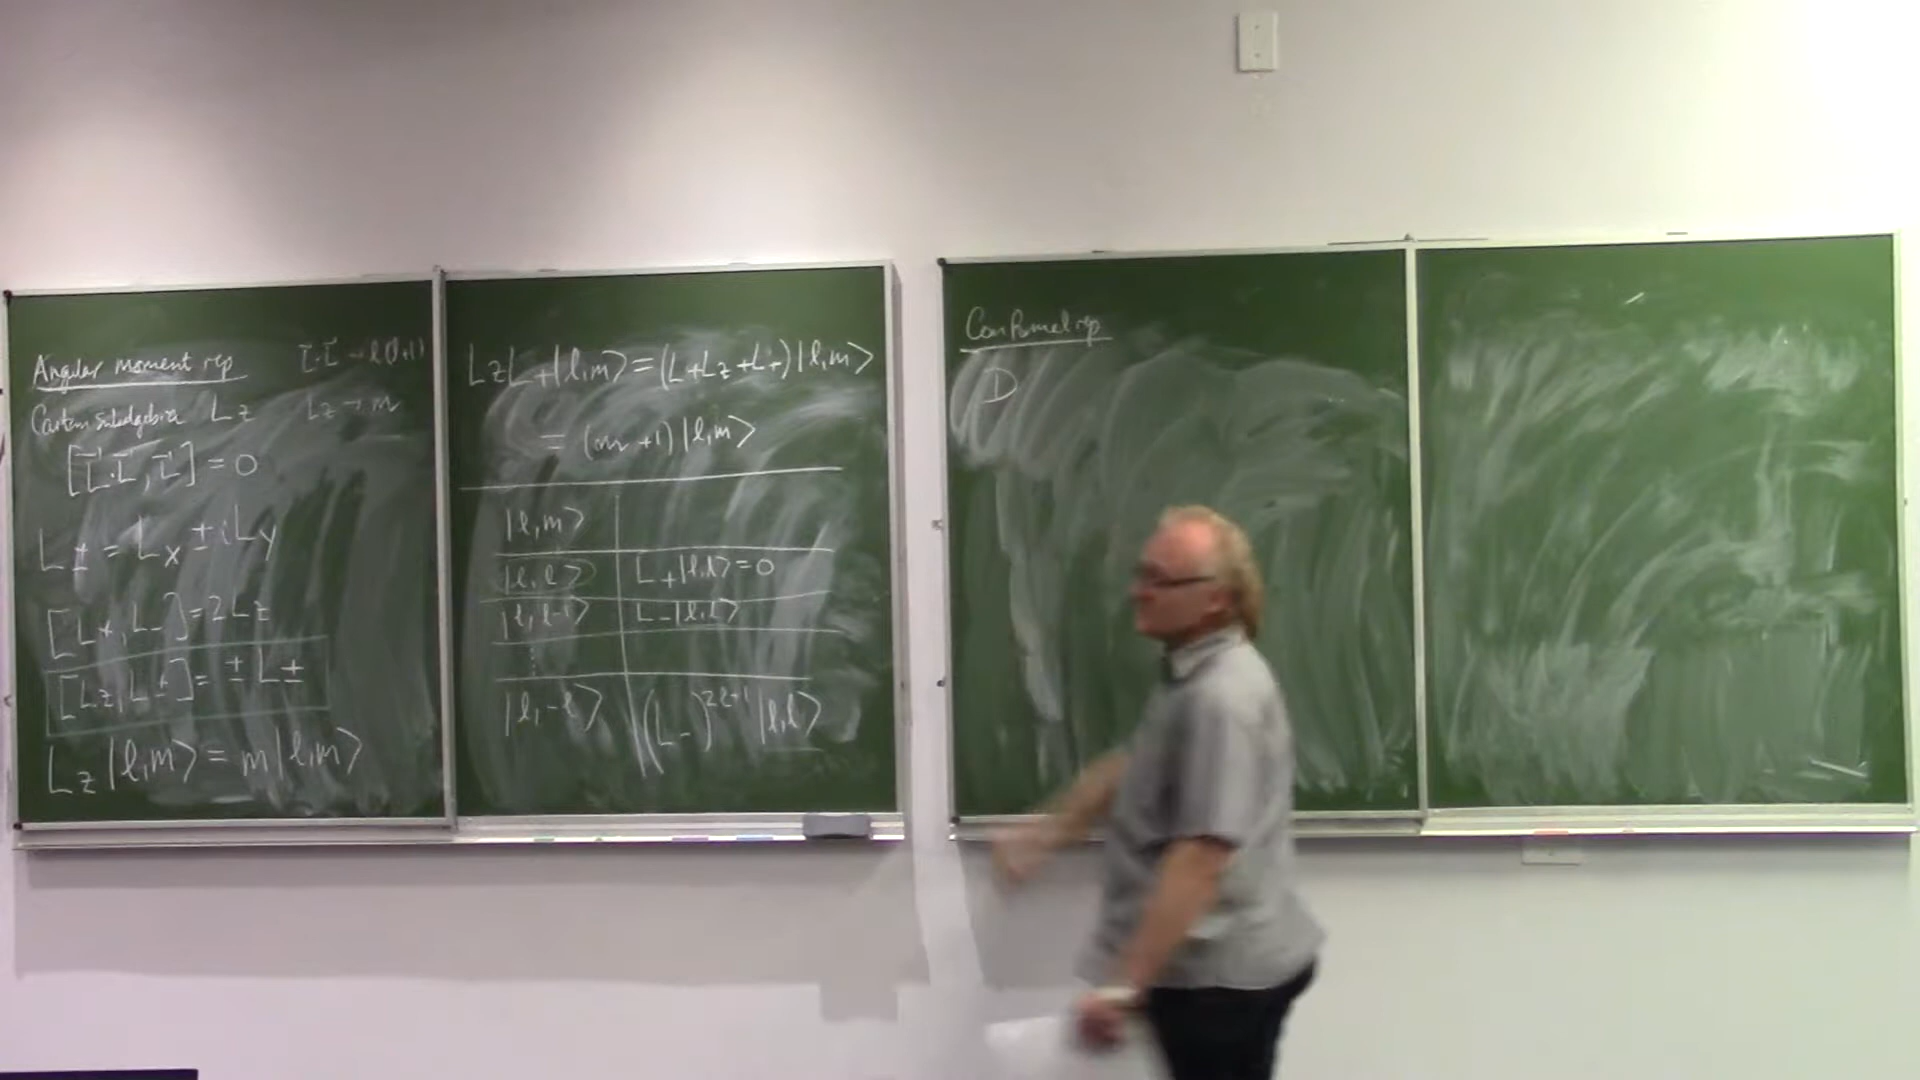 Angular moment rep L⃗·L⃗ → l(l+1)
Cartan subalgebra Lz Lz → m
[L⃗·L⃗, L⃗] = 0
L± = Lx ± iLy
[L+, L-] = 2Lz
[Lz, L±] = ± L±
Lz |l,m> = m |l,m>
LzL+|l,m> = (L+Lz+L+)|l,m>
= (m+1)|l,m>
|l,m>
|l,l> L+|l,l> = 0
|l,l-1> L-|l,l>
⋮
|l,-l> (L-)^{2l+1} |l,l>
Conformal rep
D